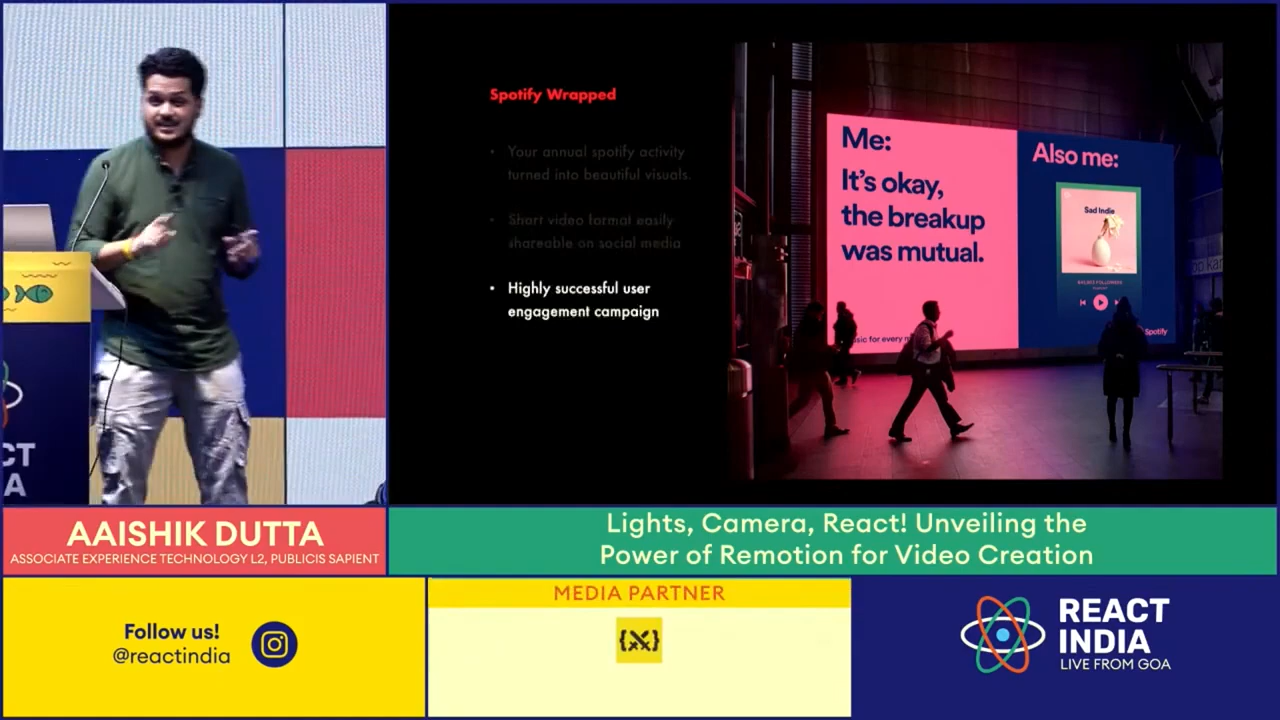 Spotify Wrapped
• Your annual spotify activity
turned into beautiful visuals.
• Short video format easily
shareable on social media
• Highly successful user
engagement campaign
Me:
It's okay,
the breakup
was mutual.
Also me:
Sad Indie
Spotify
CT
A
AAISHIK DUTTA
ASSOCIATE EXPERIENCE TECHNOLOGY L2, PUBLICIS SAPIENT
Lights, Camera, React! Unveiling the
Power of Remotion for Video Creation
Follow us!
@reactindia
MEDIA PARTNER
{X}
REACT
INDIA
LIVE FROM GOA